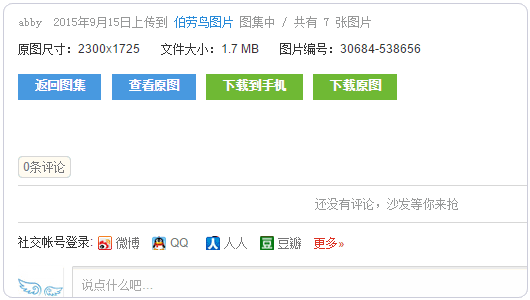 abby 2015年9月15日上传到 伯劳鸟图片 图集中 / 共有 7 张图片
原图尺寸：2300x1725 文件大小：1.7 MB 图片编号：30684-538656
返回图集 查看原图 下载到手机 下载原图
0条评论
还没有评论，沙发等你来抢
社交帐号登录: 微博 QQ 人人 豆瓣 更多»
说点什么吧...